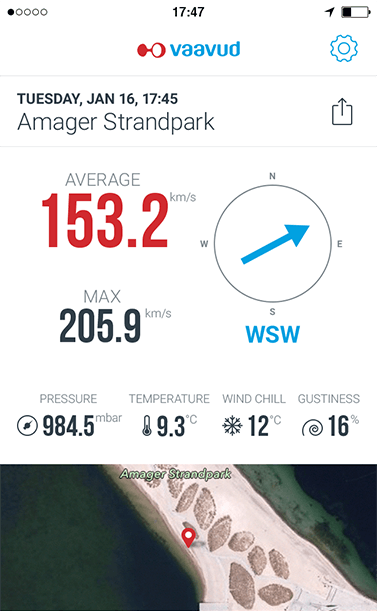 17:47
vaavud
TUESDAY, JAN 16, 17:45
Amager Strandpark
AVERAGE
153.2 km/s
MAX
205.9 km/s
N
W E
S
WSW
PRESSURE TEMPERATURE WIND CHILL GUSTINESS
984.5 mbar 9.3 °C 12 °C 16 %
Amager Strandpark